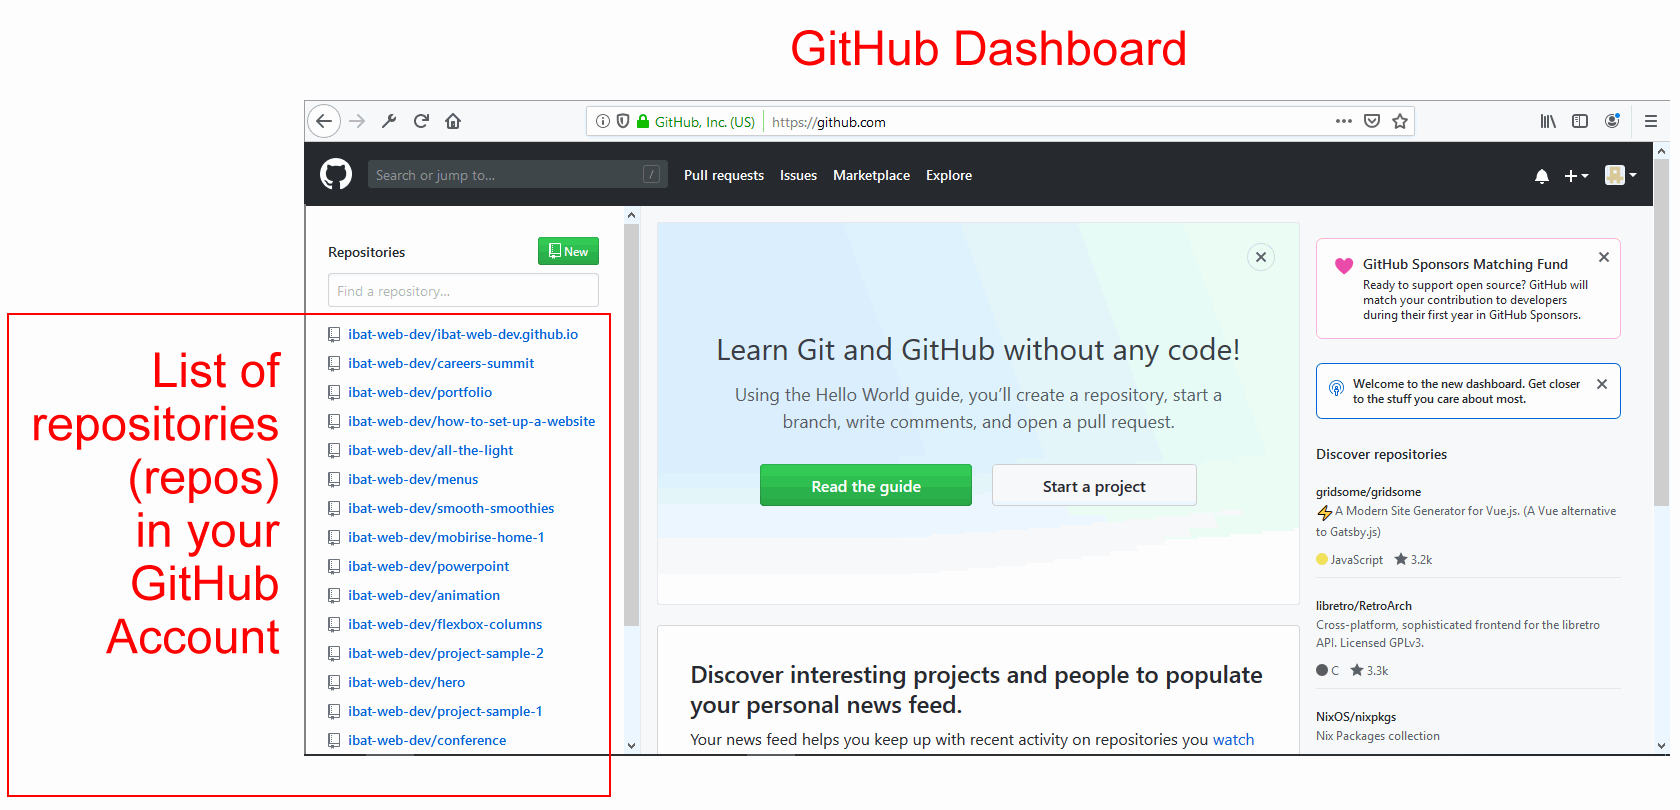 GitHub Dashboard
GitHub, Inc. (US)
https://github.com
Search or jump to...
/
Pull requests
Issues
Marketplace
Explore
Repositories
New
Find a repository...
List of
repositories
(repos)
in your
GitHub
Account
ibat-web-dev/ibat-web-dev.github.io
ibat-web-dev/careers-summit
ibat-web-dev/portfolio
ibat-web-dev/how-to-set-up-a-website
ibat-web-dev/all-the-light
ibat-web-dev/menus
ibat-web-dev/smooth-smoothies
ibat-web-dev/mobirise-home-1
ibat-web-dev/powerpoint
ibat-web-dev/animation
ibat-web-dev/flexbox-columns
ibat-web-dev/project-sample-2
ibat-web-dev/hero
ibat-web-dev/project-sample-1
ibat-web-dev/conference
Learn Git and GitHub without any code!
Using the Hello World guide, you'll create a repository, start a
branch, write comments, and open a pull request.
Read the guide
Start a project
Discover interesting projects and people to populate
your personal news feed.
Your news feed helps you keep up with recent activity on repositories you watch
GitHub Sponsors Matching Fund
Ready to support open source? GitHub will
match your contribution to developers
during their first year in GitHub Sponsors.
Welcome to the new dashboard. Get closer
to the stuff you care about most.
Discover repositories
gridsome/gridsome
⚡A Modern Site Generator for Vue.js. (A Vue alternative
to Gatsby.js)
JavaScript ★ 3.2k
libretro/RetroArch
Cross-platform, sophisticated frontend for the libretro
API. Licensed GPLv3.
C ★ 3.3k
NixOS/nixpkgs
Nix Packages collection